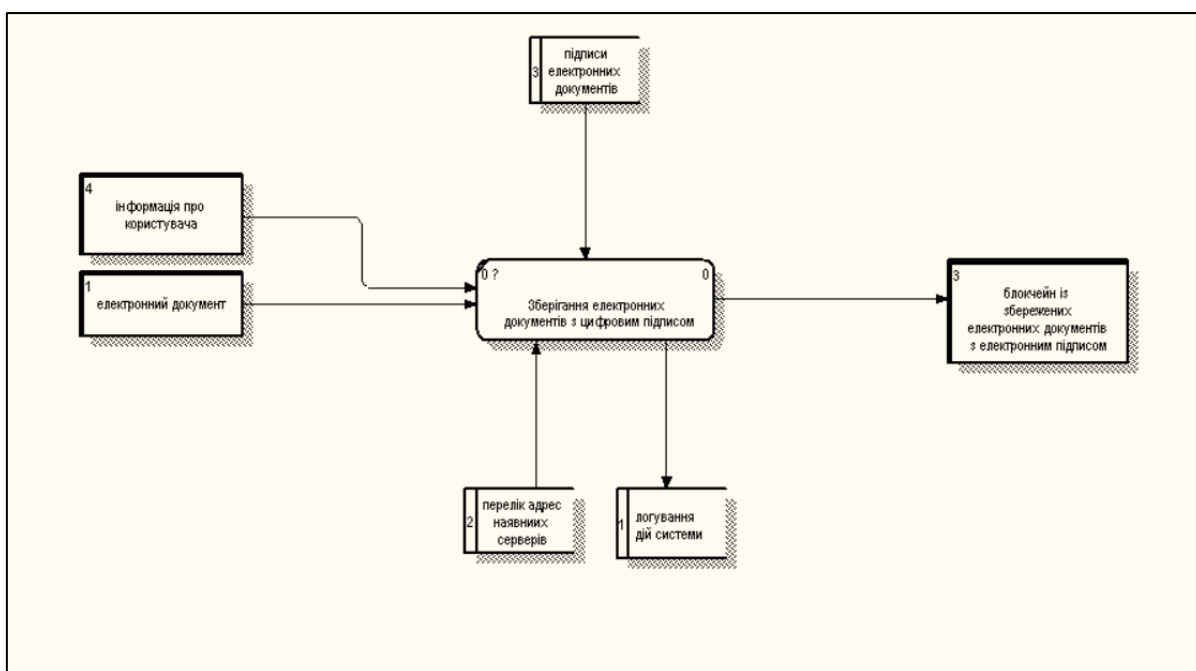 3
підписи
електронних
документів
4
інформація про
користувача
1
електронний документ
0 ?
0
Зберігання електронних
документів з цифровим підписом
3
блокчейн із
збережених
електронних документів
з електронним підписом
2
перелік адрес
наявниих
серверів
1
логування
дій системи